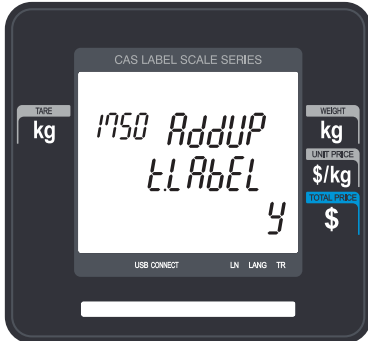 CAS LABEL SCALE SERIES
TARE
kg
1750 AddUP
t.LAbEL
y
WEIGHT
kg
UNIT PRICE
$/kg
TOTAL PRICE
$
USB CONNECT LN LANG TR